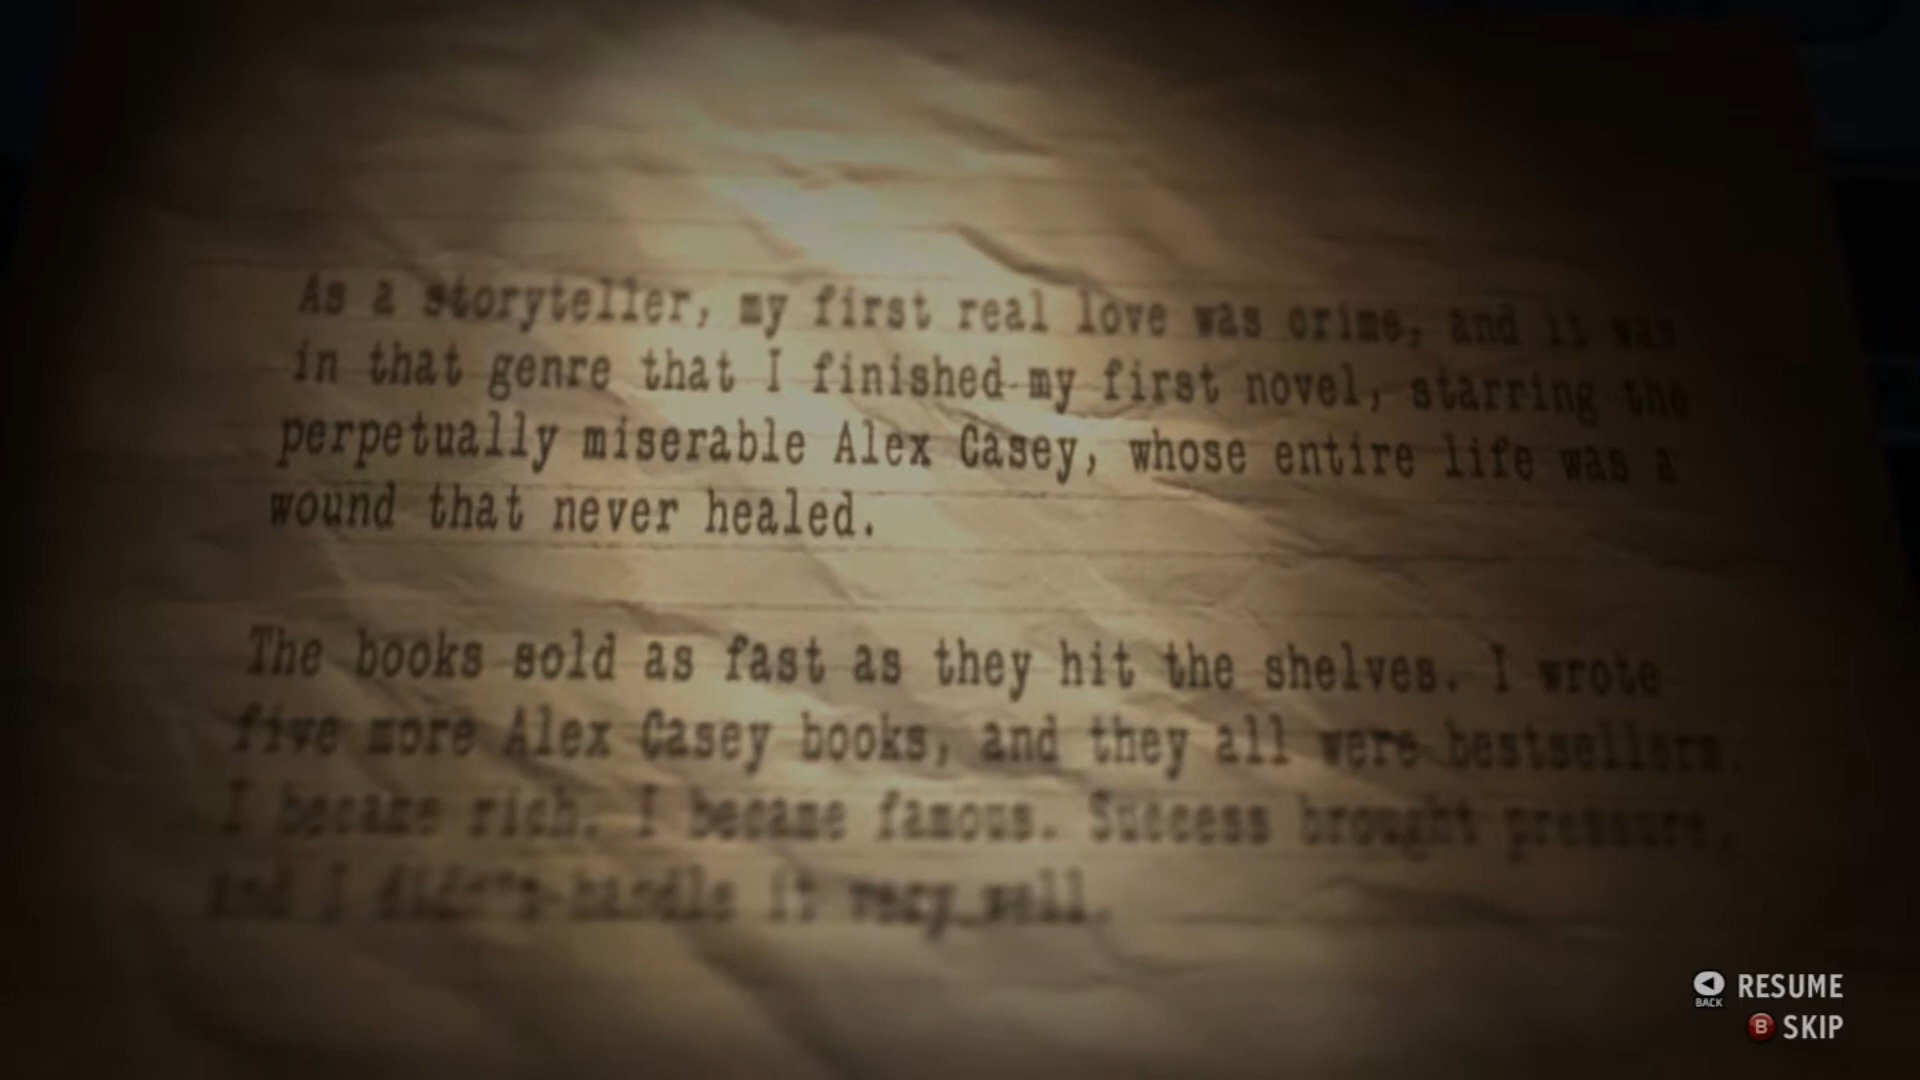 As a storyteller, my first real love was crime, and it was
in that genre that I finished my first novel, starring the
perpetually miserable Alex Casey, whose entire life was a
wound that never healed.
The books sold as fast as they hit the shelves. I wrote
five more Alex Casey books, and they all were bestsellers.
I became rich. I became famous. Success brought pressure,
and I didn't handle it very well.
BACK RESUME
B SKIP